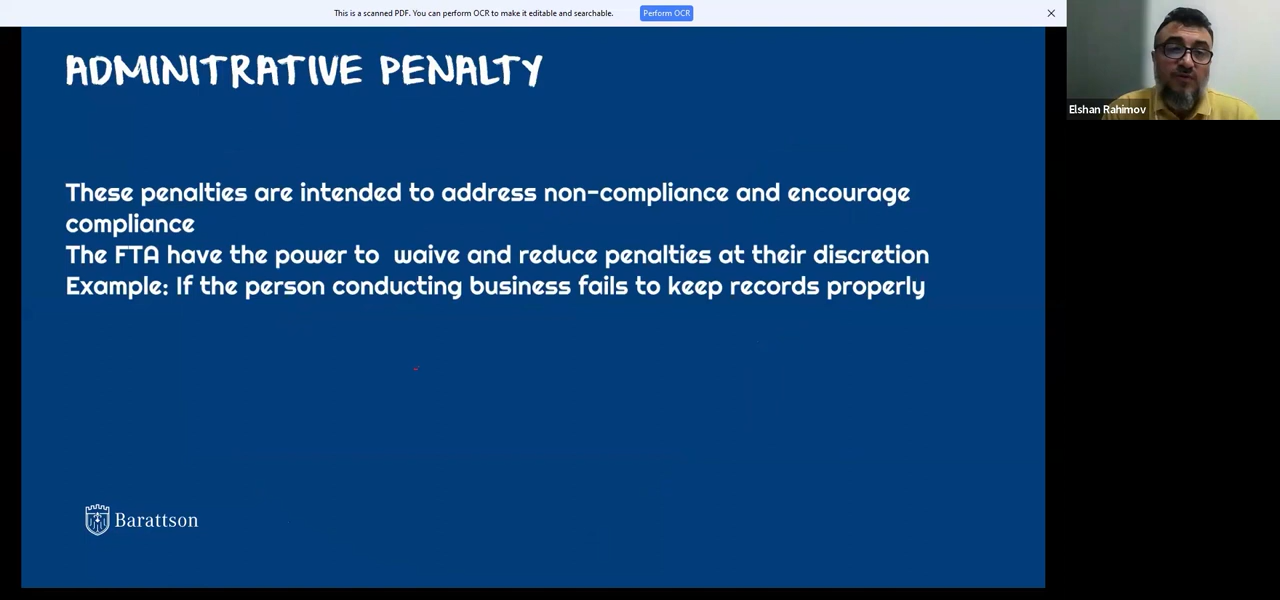 This is a scanned PDF. You can perform OCR to make it editable and searchable. Perform OCR
ADMINITRATIVE PENALTY
Elshan Rahimov
These penalties are intended to address non-compliance and encourage
compliance
The FTA have the power to waive and reduce penalties at their discretion
Example: If the person conducting business fails to keep records properly
Barattson